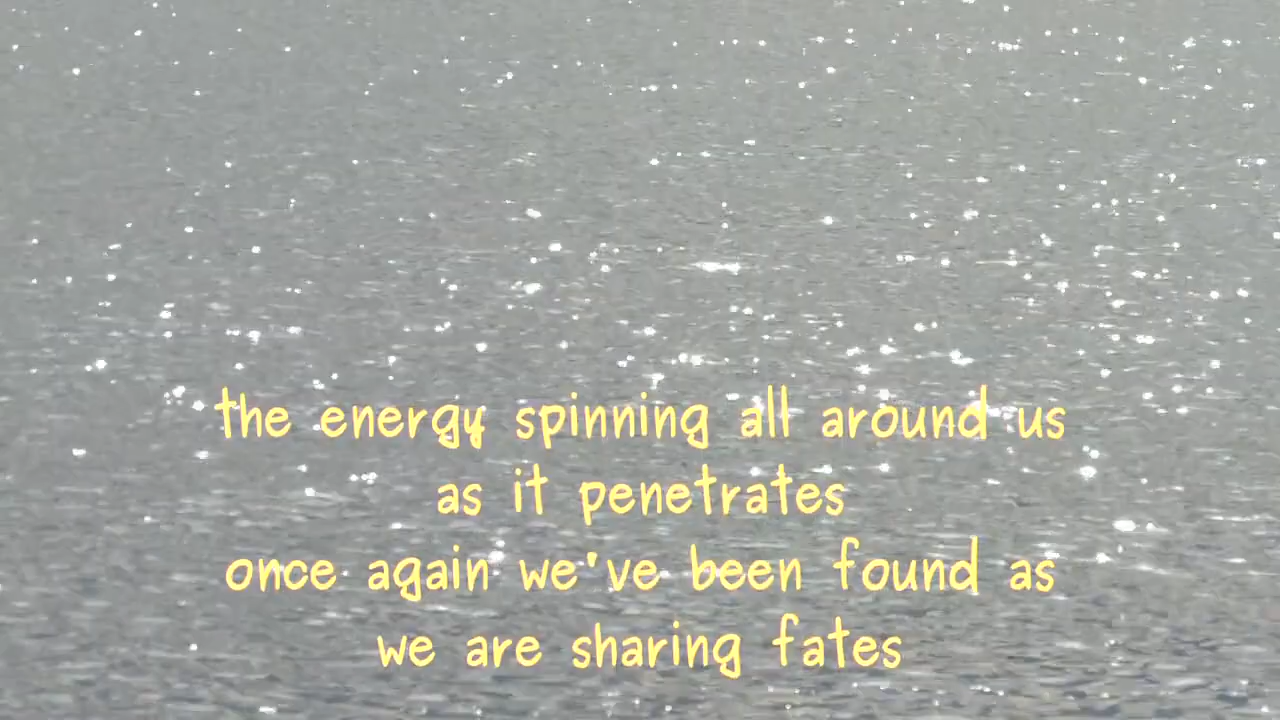 the energy spinning all around us
as it penetrates
once again we've been found as
we are sharing fates